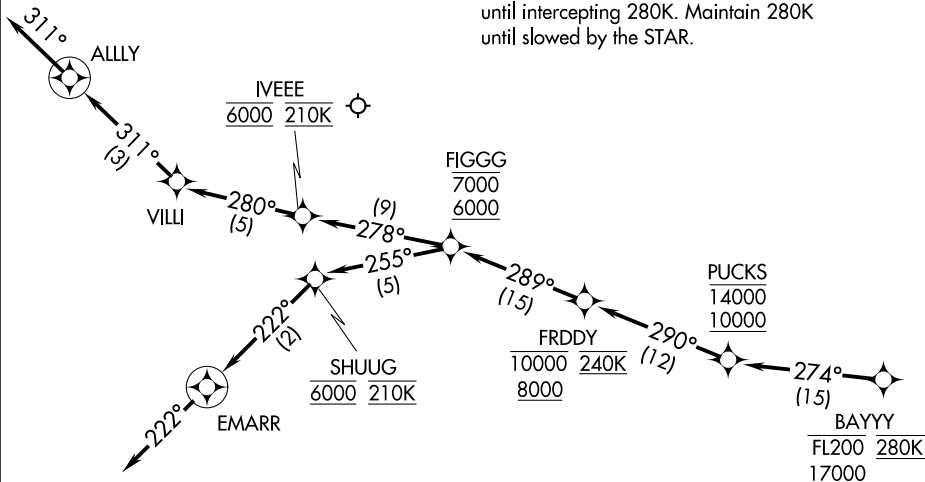 until intercepting 280K. Maintain 280K
until slowed by the STAR.
311°
ALLLY
IVEEE
6000 210K
311°
(3)
FIGGG
7000
6000
VILLI
280°
(5)
(9)
278°
255°
(5)
289°
(15)
PUCKS
14000
10000
222°
(2)
SHUUG
6000 210K
FRDDY
10000 240K
8000
290°
(12)
274°
(15)
EMARR
222°
BAYYY
FL200 280K
17000